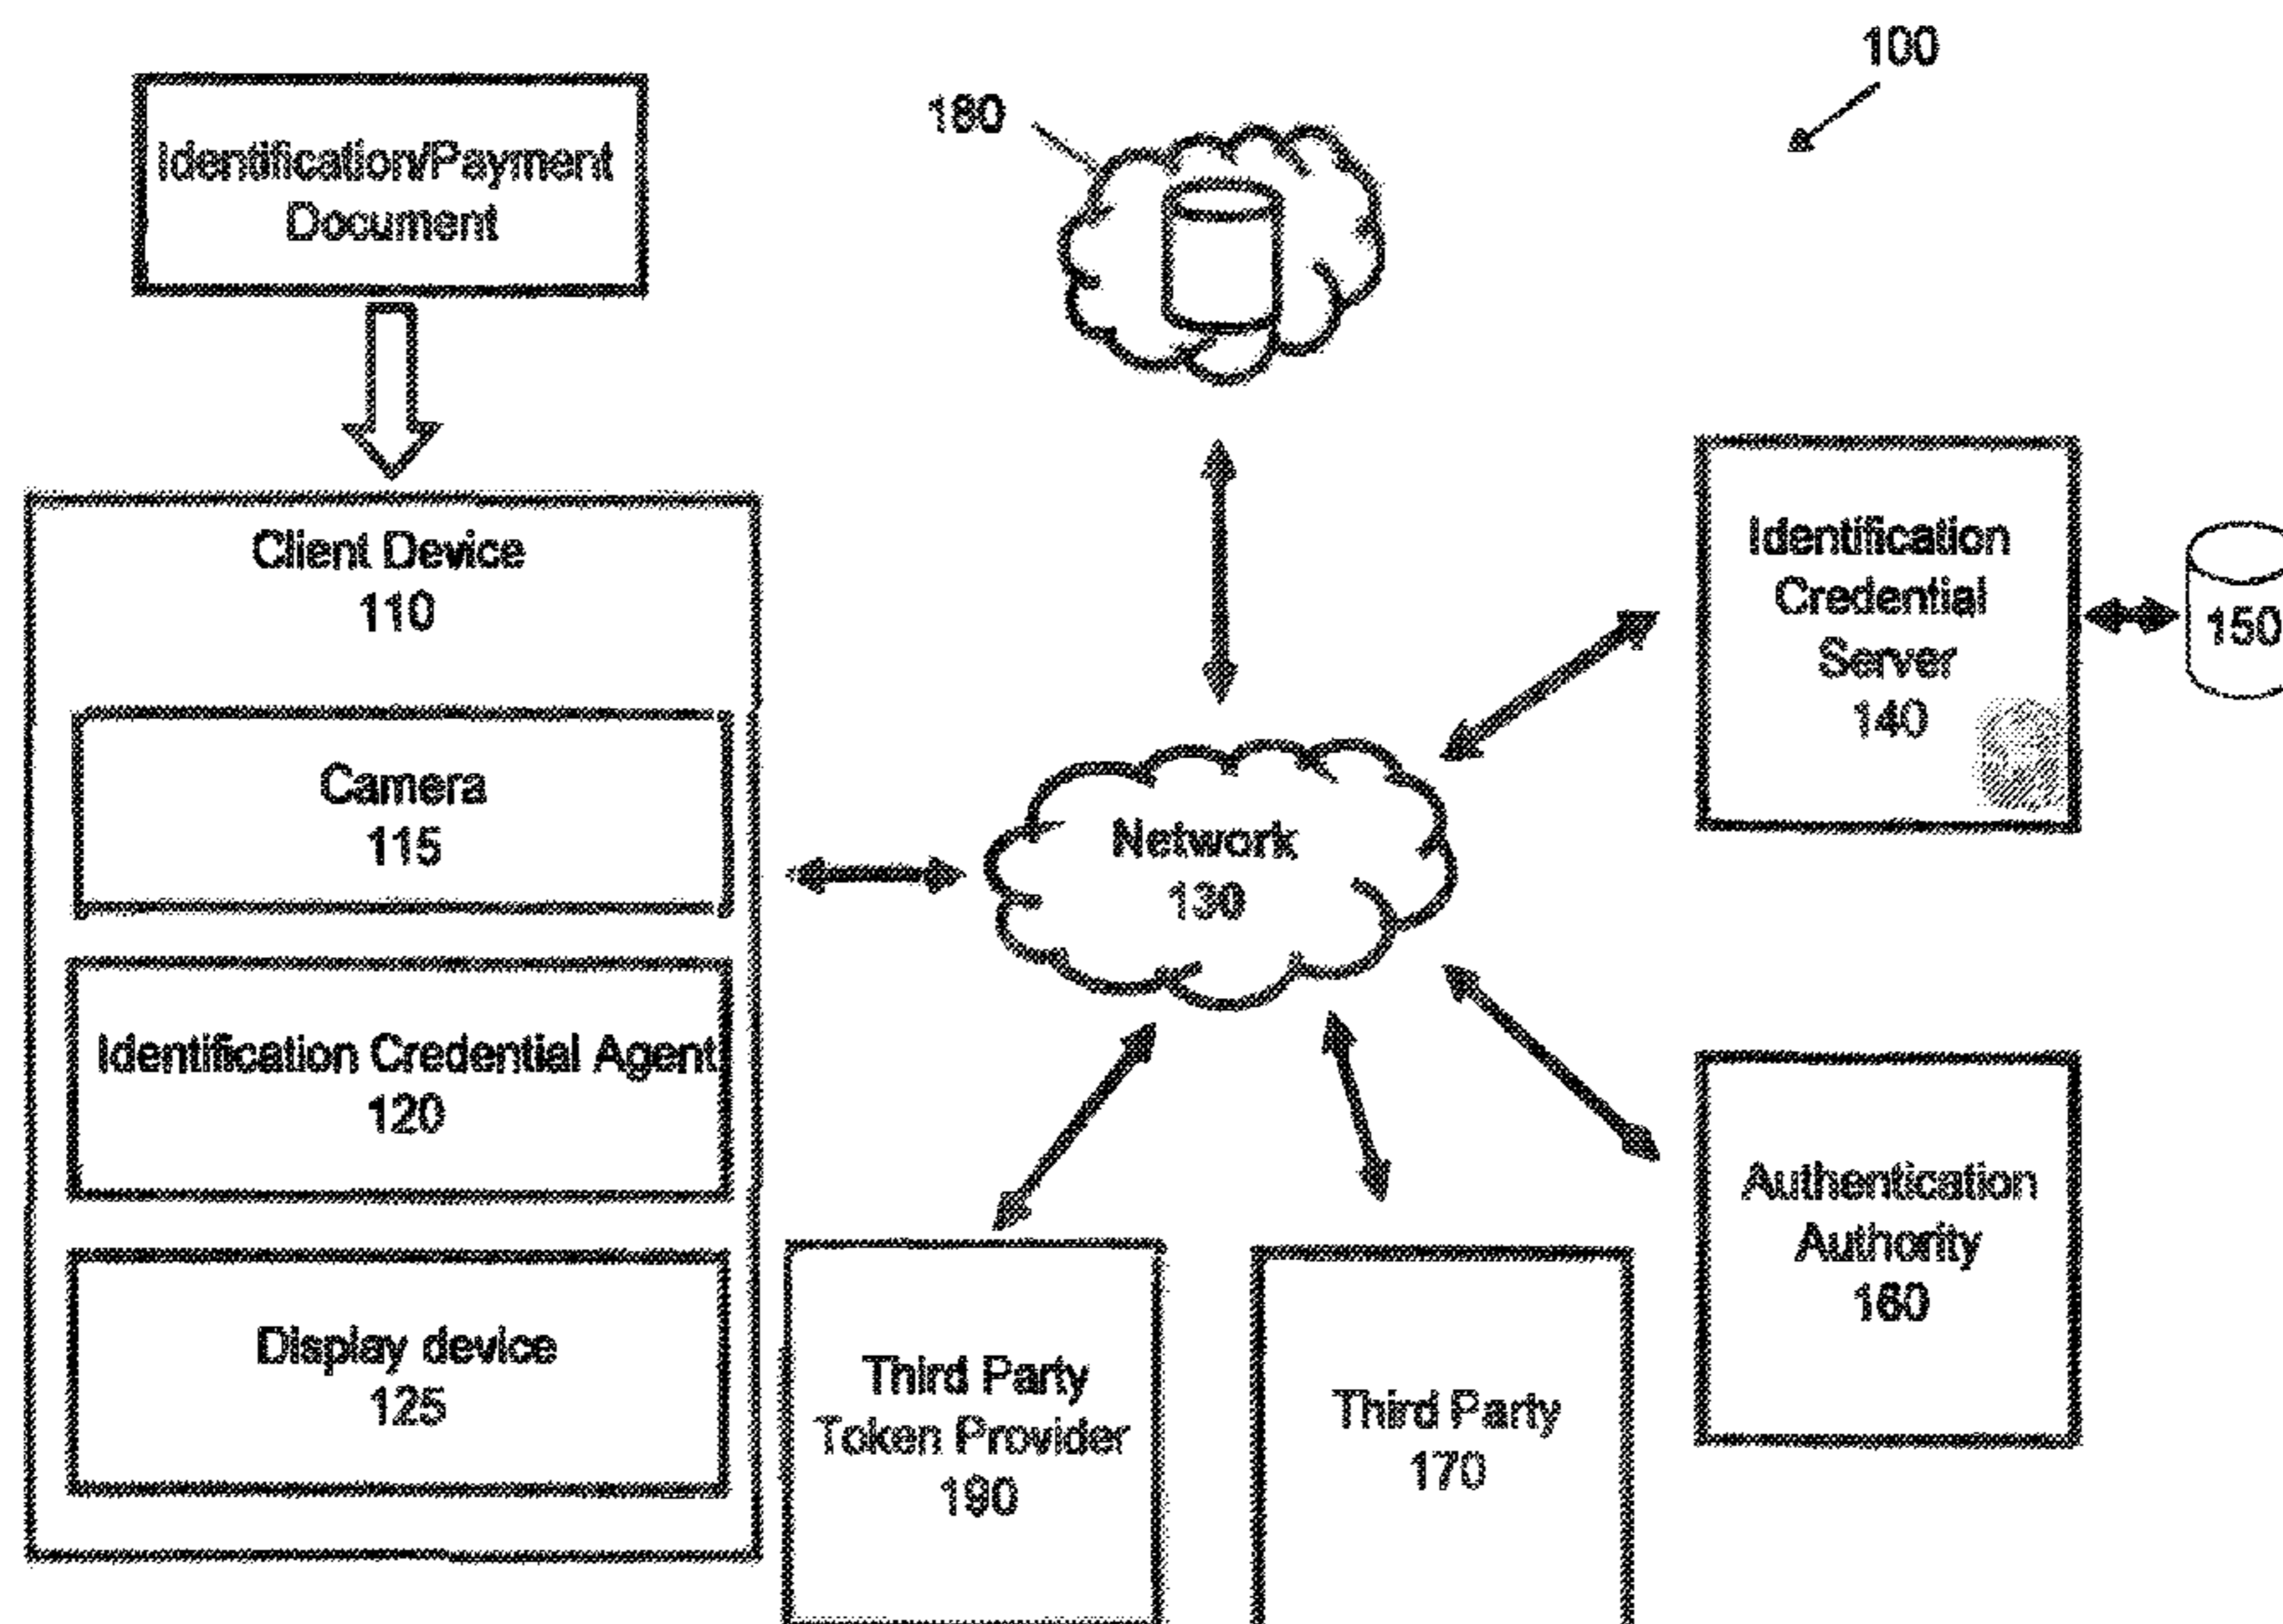 100
Identification/Payment
Document
180
Client Device
110
Camera
115
Identification Credential Agent
120
Display device
125
Network
130
Identification
Credential
Server
140
150
Authentication
Authority
160
Third Party
Token Provider
190
Third Party
170